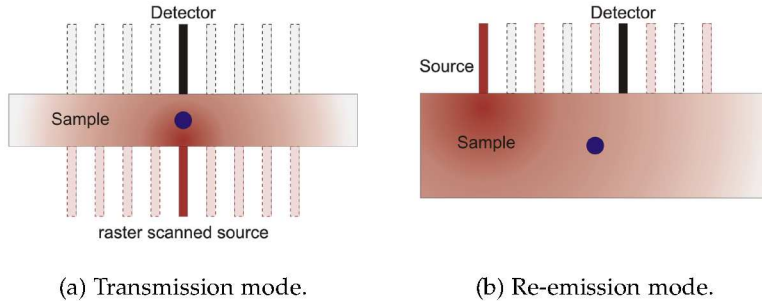 Detector
Sample
raster scanned source
(a) Transmission mode.
Detector
Source
Sample
(b) Re-emission mode.